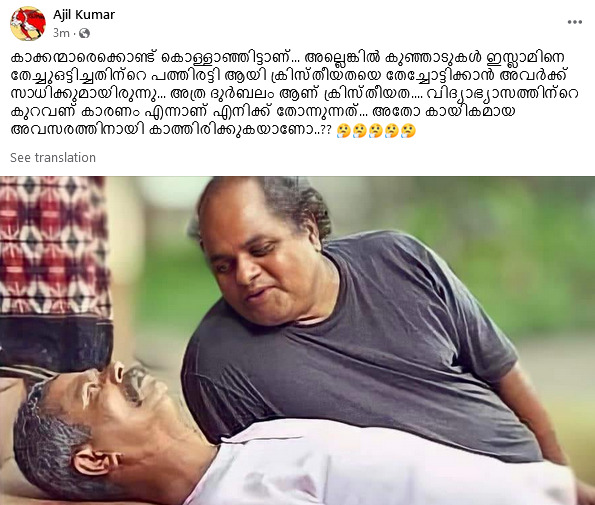 Ajil Kumar
3m ·
കാക്കന്മാരെക്കൊണ്ട് കൊള്ളാഞ്ഞിട്ടാണ്... അല്ലെങ്കിൽ കുഞ്ഞാടുകൾ ഇസ്ലാമിനെ
തേച്ചുഒട്ടിച്ചതിന്റെ പത്തിരട്ടി ആയി ക്രിസ്തീയതയെ തേച്ചോട്ടിക്കാൻ അവർക്ക്
സാധിക്കുമായിരുന്നു... അത്ര ദുർബലം ആണ് ക്രിസ്തീയത.... വിദ്യാഭ്യാസത്തിന്റെ
കുറവണ് കാരണം എന്നാണ് എനിക്ക് തോന്നുന്നത്... അതോ കായികമായ
അവസരത്തിനായി കാത്തിരിക്കുകയാണോ..?? 🤔🤔🤔🤔🤔
See translation